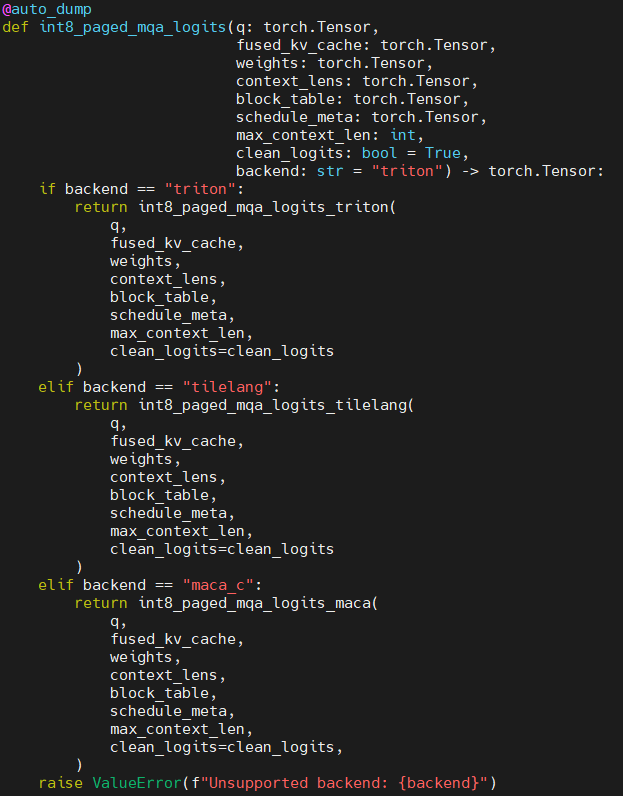 @auto_dump
def int8_paged_mqa_logits(q: torch.Tensor,
                          fused_kv_cache: torch.Tensor,
                          weights: torch.Tensor,
                          context_lens: torch.Tensor,
                          block_table: torch.Tensor,
                          schedule_meta: torch.Tensor,
                          max_context_len: int,
                          clean_logits: bool = True,
                          backend: str = "triton") -> torch.Tensor:
    if backend == "triton":
        return int8_paged_mqa_logits_triton(
            q,
            fused_kv_cache,
            weights,
            context_lens,
            block_table,
            schedule_meta,
            max_context_len,
            clean_logits=clean_logits
        )
    elif backend == "tilelang":
        return int8_paged_mqa_logits_tilelang(
            q,
            fused_kv_cache,
            weights,
            context_lens,
            block_table,
            schedule_meta,
            max_context_len,
            clean_logits=clean_logits
        )
    elif backend == "maca_c":
        return int8_paged_mqa_logits_maca(
            q,
            fused_kv_cache,
            weights,
            context_lens,
            block_table,
            schedule_meta,
            max_context_len,
            clean_logits=clean_logits,
        )
    raise ValueError(f"Unsupported backend: {backend}")